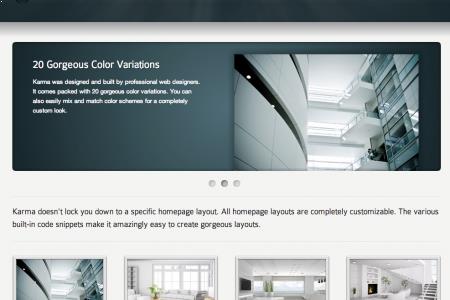 20 Gorgeous Color Variations
Karma was designed and built by professional web designers.
It comes packed with 20 gorgeous color variations. You can
also easily mix and match color schemes for a completely
custom look.
Karma doesn't lock you down to a specific homepage layout. All homepage layouts are completely customizable. The various
built-in code snippets make it amazingly easy to create gorgeous layouts.